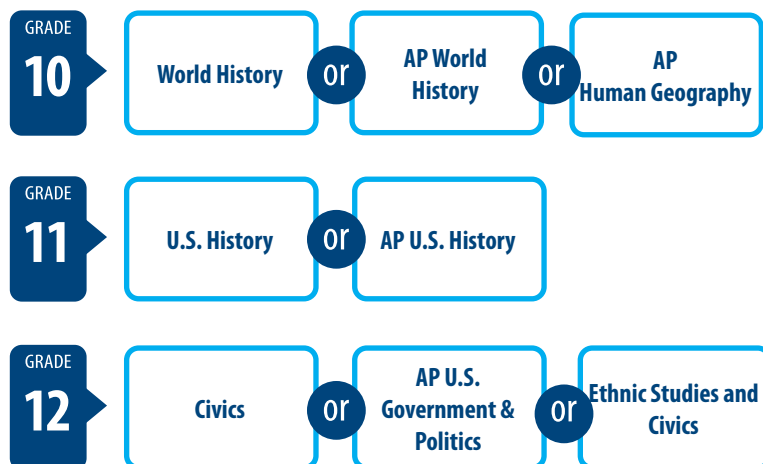 GRADE
10
World History
or
AP World
History
or
AP
Human Geography
GRADE
11
U.S. History
or
AP U.S. History
GRADE
12
Civics
or
AP U.S.
Government &
Politics
or
Ethnic Studies and
Civics